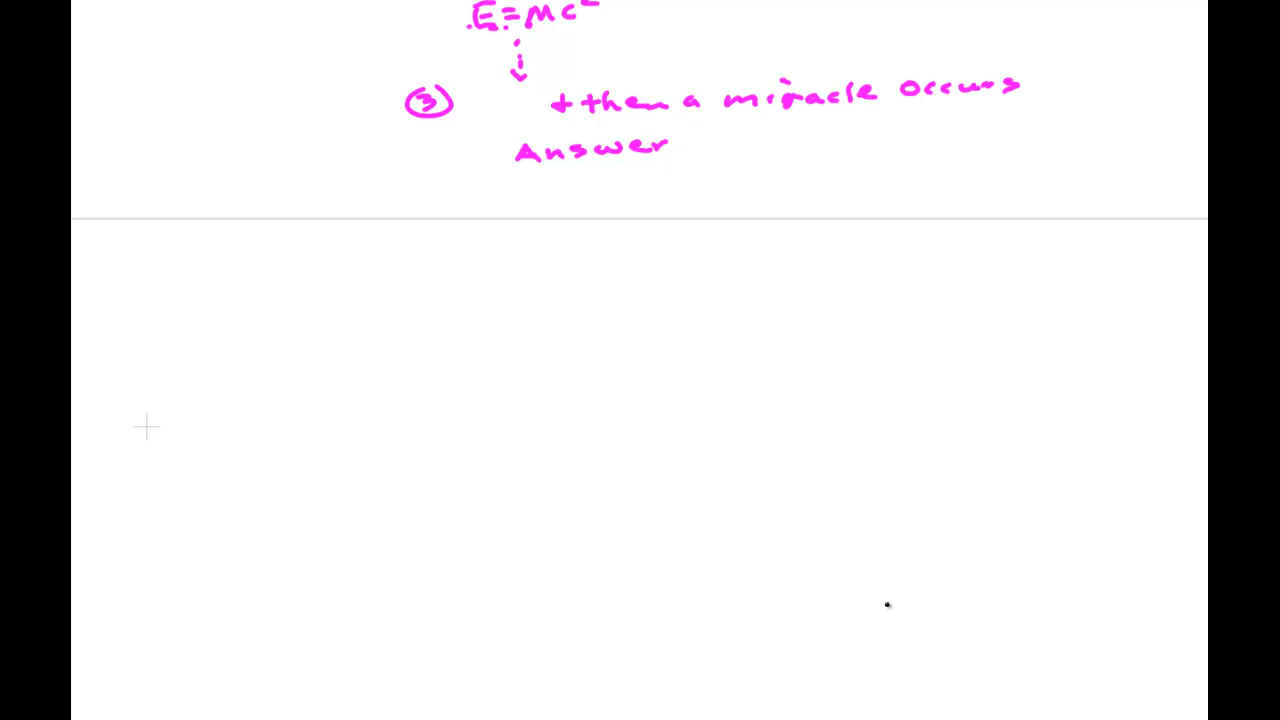 E=Mc²
③ + then a miracle occurs
Answer